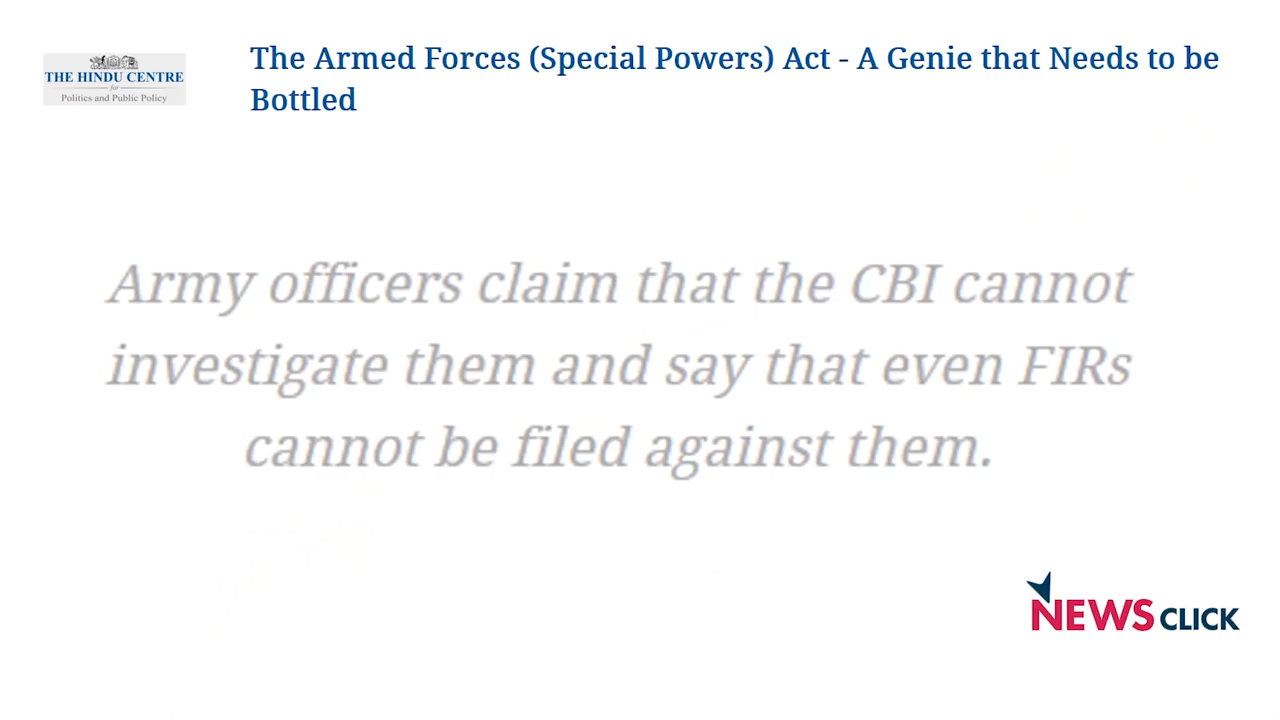 THE HINDU CENTRE
for
Politics and Public Policy
The Armed Forces (Special Powers) Act - A Genie that Needs to be
Bottled
Army officers claim that the CBI cannot
investigate them and say that even FIRs
cannot be filed against them.
NEWSCLICK